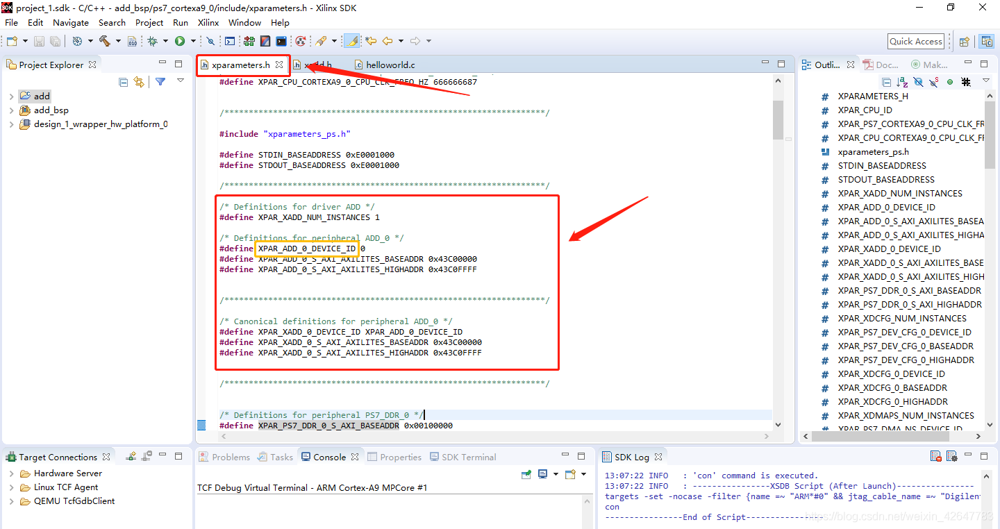 project_1.sdk - C/C++ - add_bsp/ps7_cortexa9_0/include/xparameters.h - Xilinx SDK
File Edit Navigate Search Project Run Xilinx Window Help
Quick Access
Project Explorer
add
add_bsp
design_1_wrapper_hw_platform_0
xparameters.h
helloworld.c
#define XPAR_CPU_CORTEXA9_0_CPU_CLK_FREQ_HZ 666666687
/******************************************************************/
#include "xparameters_ps.h"
#define STDIN_BASEADDRESS 0xE0001000
#define STDOUT_BASEADDRESS 0xE0001000
/******************************************************************/
/* Definitions for driver ADD */
#define XPAR_XADD_NUM_INSTANCES 1
/* Definitions for peripheral ADD_0 */
#define XPAR_ADD_0_DEVICE_ID 0
#define XPAR_ADD_0_S_AXI_AXILITES_BASEADDR 0x43C00000
#define XPAR_ADD_0_S_AXI_AXILITES_HIGHADDR 0x43C0FFFF
/******************************************************************/
/* Canonical definitions for peripheral ADD_0 */
#define XPAR_XADD_0_DEVICE_ID XPAR_ADD_0_DEVICE_ID
#define XPAR_XADD_0_S_AXI_AXILITES_BASEADDR 0x43C00000
#define XPAR_XADD_0_S_AXI_AXILITES_HIGHADDR 0x43C0FFFF
/******************************************************************/
/* Definitions for peripheral PS7_DDR_0 */
#define XPAR_PS7_DDR_0_S_AXI_BASEADDR 0x00100000
Outli... Doc... Mak...
XPARAMETERS_H
XPAR_CPU_ID
XPAR_PS7_CORTEXA9_0_CPU_CLK_FR
XPAR_CPU_CORTEXA9_0_CPU_CLK_FR
xparameters_ps.h
STDIN_BASEADDRESS
STDOUT_BASEADDRESS
XPAR_XADD_NUM_INSTANCES
XPAR_ADD_0_DEVICE_ID
XPAR_ADD_0_S_AXI_AXILITES_BASEA
XPAR_ADD_0_S_AXI_AXILITES_HIGHA
XPAR_XADD_0_DEVICE_ID
XPAR_XADD_0_S_AXI_AXILITES_BASE
XPAR_XADD_0_S_AXI_AXILITES_HIGH
XPAR_PS7_DDR_0_S_AXI_BASEADDR
XPAR_PS7_DDR_0_S_AXI_HIGHADDR
XPAR_XDCFG_NUM_INSTANCES
XPAR_PS7_DEV_CFG_0_DEVICE_ID
XPAR_PS7_DEV_CFG_0_BASEADDR
XPAR_PS7_DEV_CFG_0_HIGHADDR
XPAR_XDCFG_0_DEVICE_ID
XPAR_XDCFG_0_BASEADDR
XPAR_XDCFG_0_HIGHADDR
XPAR_XDMAPS_NUM_INSTANCES
XPAR_PS7_DMA_NS_DEVICE_ID
Target Connections
Hardware Server
Linux TCF Agent
QEMU TcfGdbClient
Problems Tasks Console Properties SDK Terminal
TCF Debug Virtual Terminal - ARM Cortex-A9 MPCore #1
SDK Log
13:07:22 INFO : 'con' command is executed.
13:07:22 INFO : ----------------XSDB Script (After Launch)----------------
targets -set -nocase -filter {name =~ "ARM*#0" && jtag_cable_name =~ "Digilen
con
----------------End of Script----------------
https://blog.csdn.net/weixin_42647783